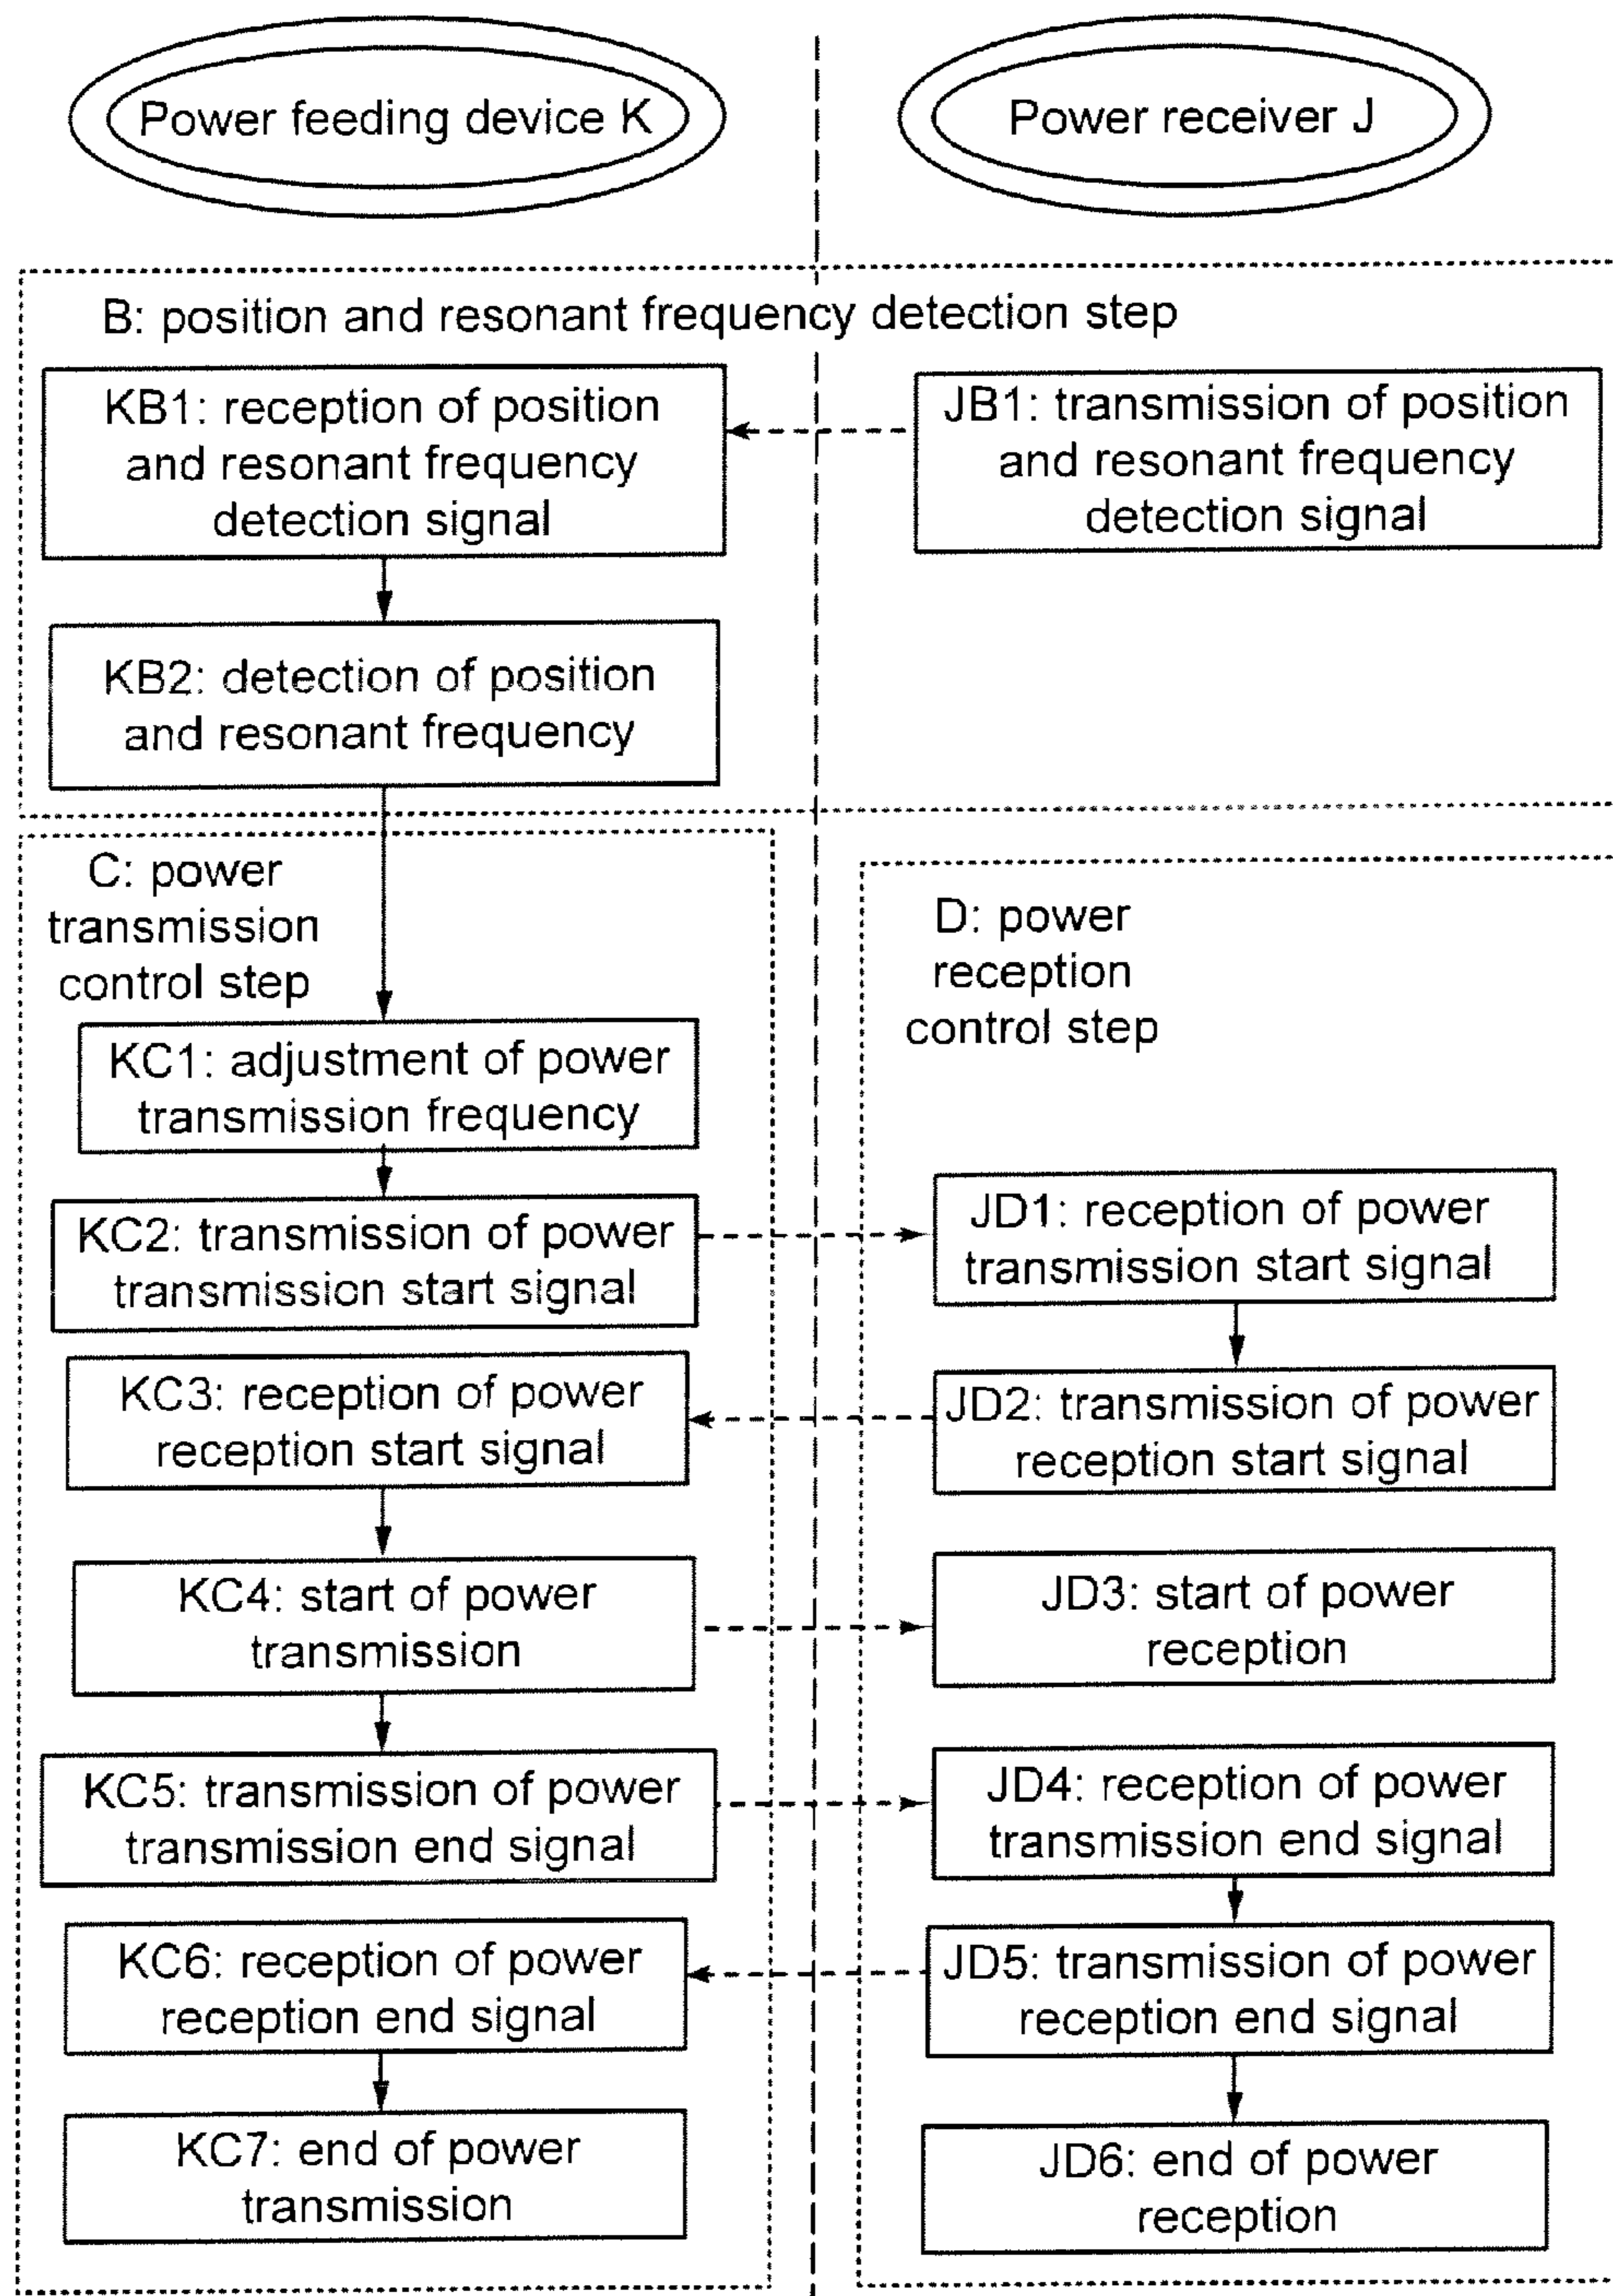 Power feeding device K
Power receiver J
B: position and resonant frequency detection step
KB1: reception of position
and resonant frequency
detection signal
JB1: transmission of position
and resonant frequency
detection signal
KB2: detection of position
and resonant frequency
C: power
transmission
control step
D: power
reception
control step
KC1: adjustment of power
transmission frequency
KC2: transmission of power
transmission start signal
JD1: reception of power
transmission start signal
KC3: reception of power
reception start signal
JD2: transmission of power
reception start signal
KC4: start of power
transmission
JD3: start of power
reception
KC5: transmission of power
transmission end signal
JD4: reception of power
transmission end signal
KC6: reception of power
reception end signal
JD5: transmission of power
reception end signal
KC7: end of power
transmission
JD6: end of power
reception